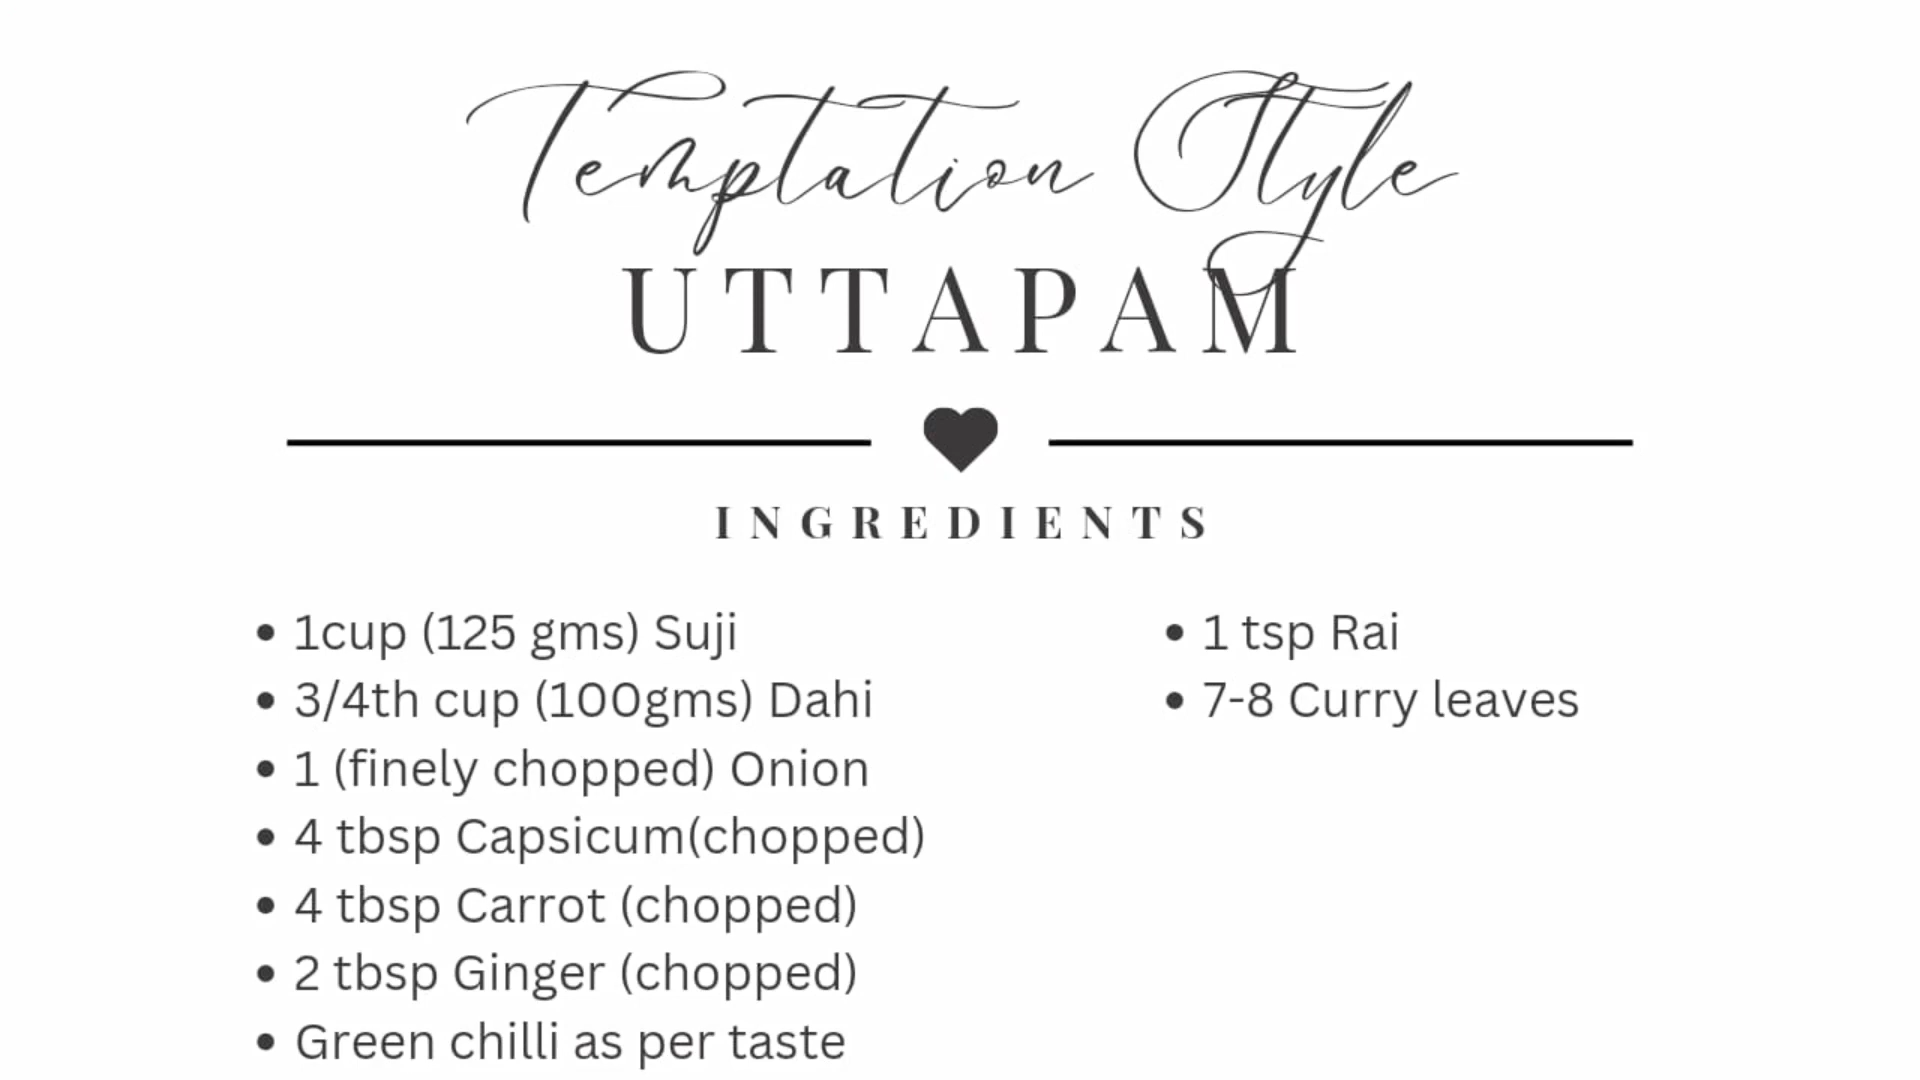 Temptation Style
UTTAPAM
INGREDIENTS
• 1cup (125 gms) Suji
• 3/4th cup (100gms) Dahi
• 1 (finely chopped) Onion
• 4 tbsp Capsicum(chopped)
• 4 tbsp Carrot (chopped)
• 2 tbsp Ginger (chopped)
• Green chilli as per taste
• 1 tsp Rai
• 7-8 Curry leaves